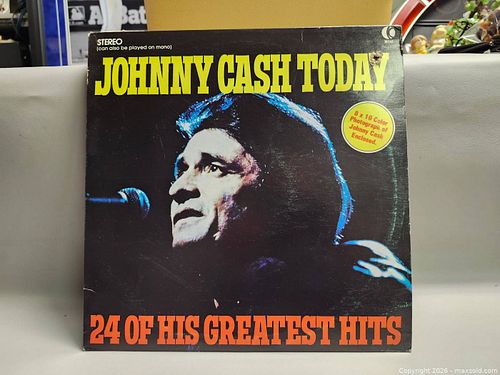 STEREO
(can also be played on mono)
JOHNNY CASH TODAY
8 x 10 Color
Photograph of
Johnny Cash
Enclosed.
24 OF HIS GREATEST HITS
Copyright 2026 - maxsold.com